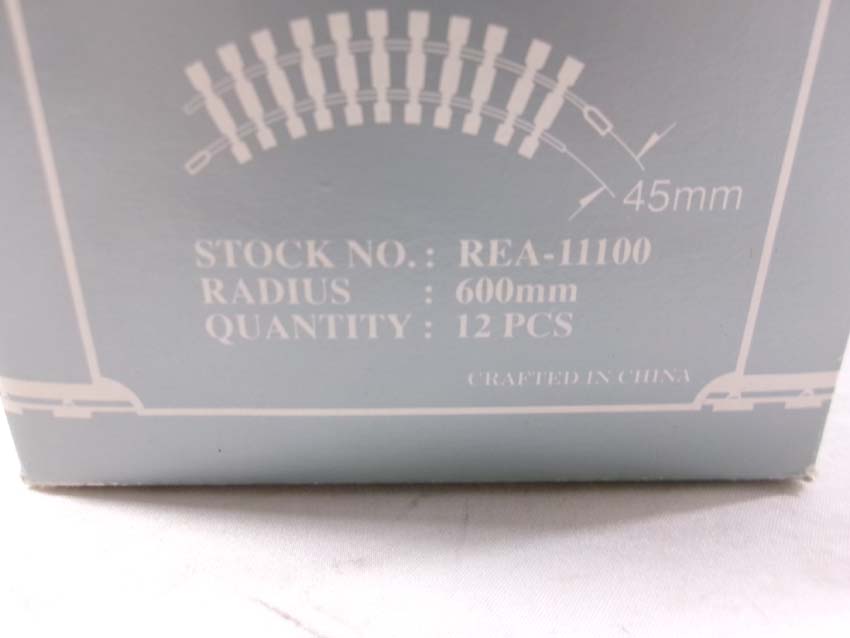 45mm
STOCK NO. : REA-11100
RADIUS : 600mm
QUANTITY : 12 PCS
CRAFTED IN CHINA